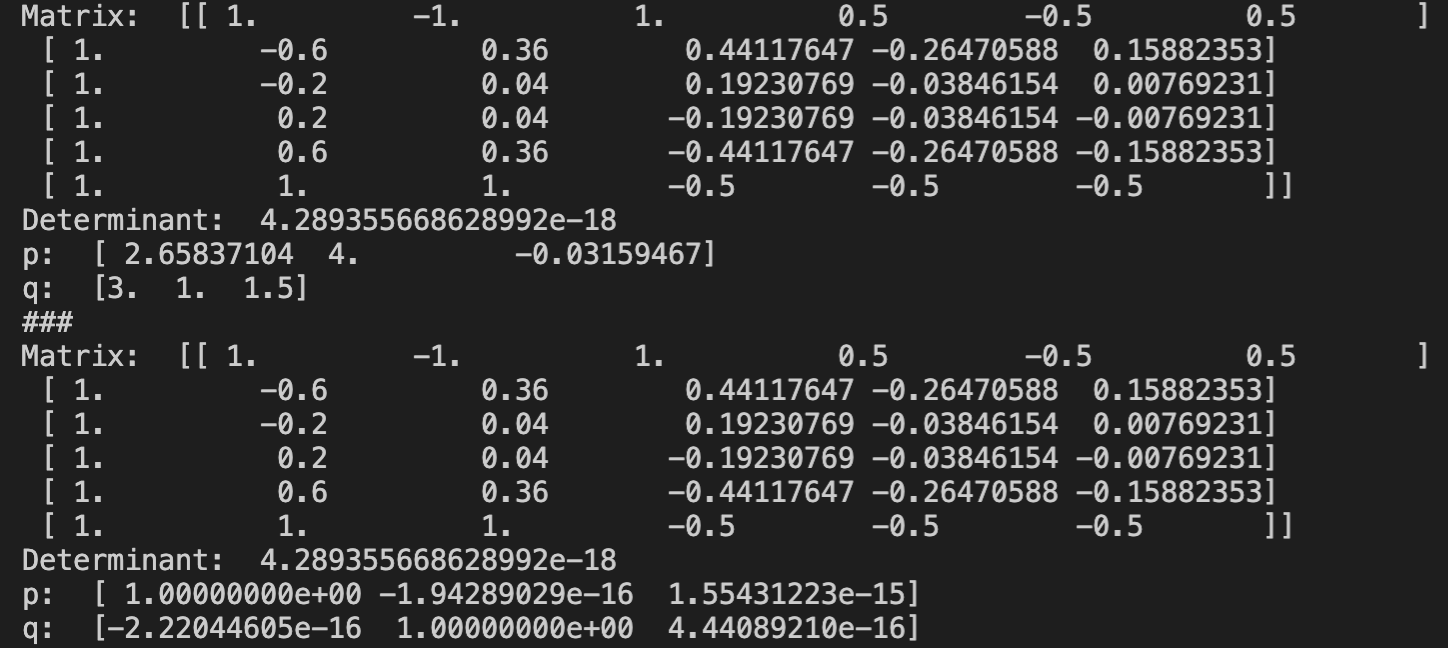 Matrix:  [[ 1.         -1.          1.          0.5        -0.5         0.5       ]
 [ 1.         -0.6         0.36        0.44117647 -0.26470588  0.15882353]
 [ 1.         -0.2         0.04        0.19230769 -0.03846154  0.00769231]
 [ 1.          0.2         0.04       -0.19230769 -0.03846154 -0.00769231]
 [ 1.          0.6         0.36       -0.44117647 -0.26470588 -0.15882353]
 [ 1.          1.          1.         -0.5        -0.5        -0.5       ]]
Determinant:  4.289355668628992e-18
p:  [ 2.65837104  4.         -0.03159467]
q:  [3.  1.  1.5]
###
Matrix:  [[ 1.         -1.          1.          0.5        -0.5         0.5       ]
 [ 1.         -0.6         0.36        0.44117647 -0.26470588  0.15882353]
 [ 1.         -0.2         0.04        0.19230769 -0.03846154  0.00769231]
 [ 1.          0.2         0.04       -0.19230769 -0.03846154 -0.00769231]
 [ 1.          0.6         0.36       -0.44117647 -0.26470588 -0.15882353]
 [ 1.          1.          1.         -0.5        -0.5        -0.5       ]]
Determinant:  4.289355668628992e-18
p:  [ 1.00000000e+00 -1.94289029e-16  1.55431223e-15]
q:  [-2.22044605e-16  1.00000000e+00  4.44089210e-16]